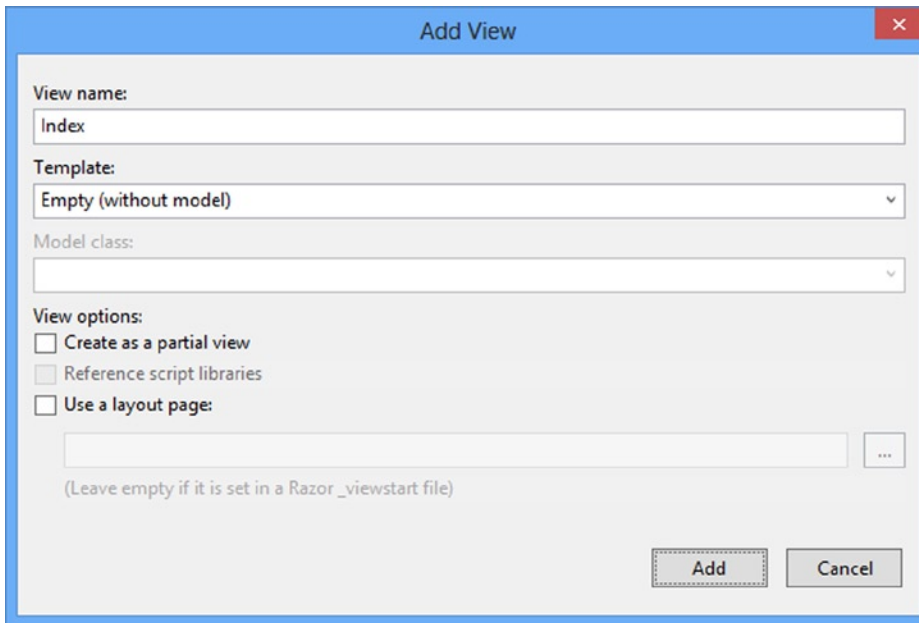 Add View
View name:
Index
Template:
Empty (without model)
Model class:
View options:
Create as a partial view
Reference script libraries
Use a layout page:
...
(Leave empty if it is set in a Razor _viewstart file)
Add
Cancel